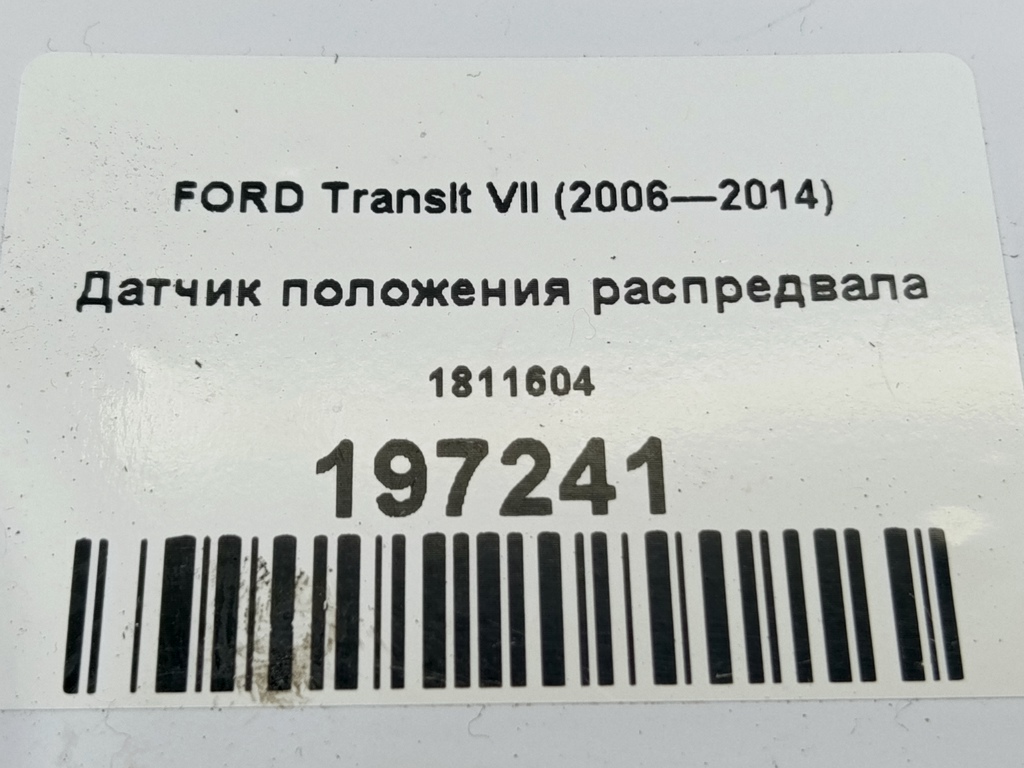 FORD Transit VII (2006—2014)
Датчик положения распредвала
1811604
197241